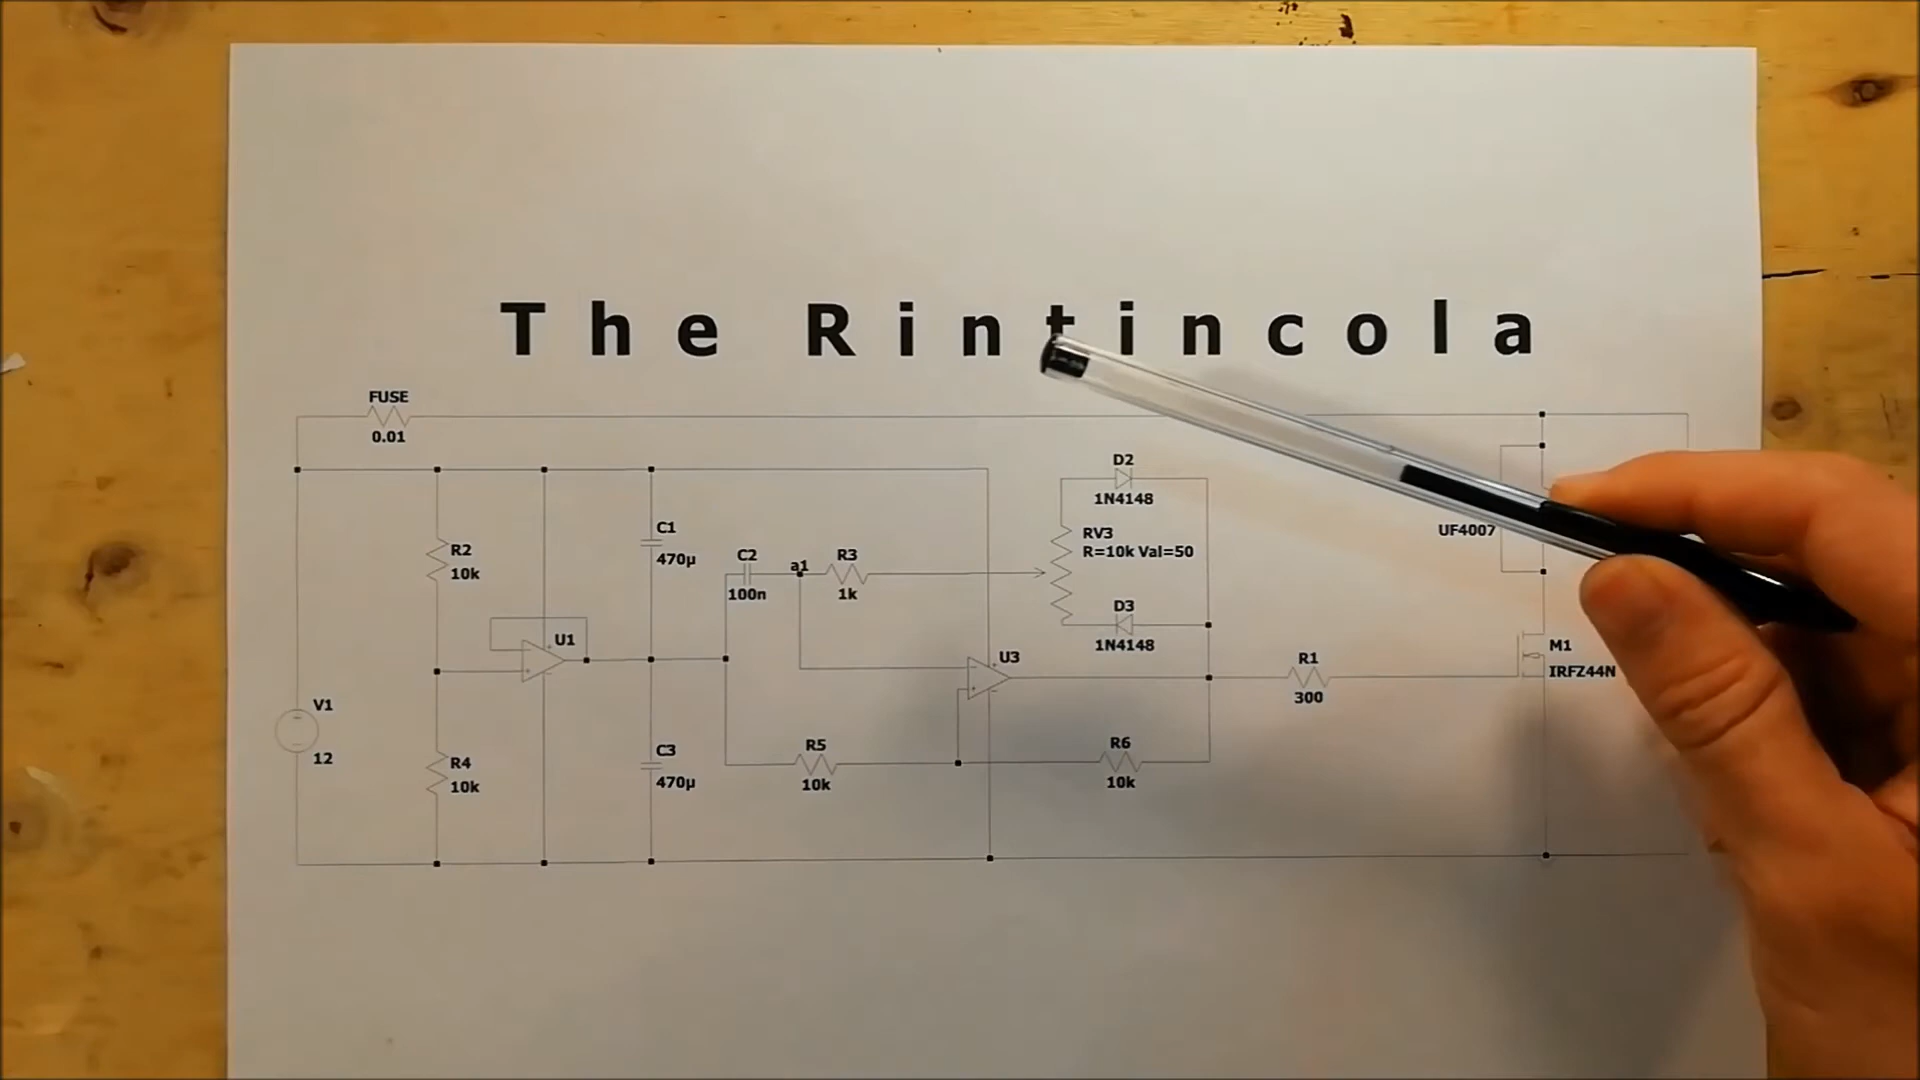 The Rintincola
FUSE
0.01
D2
1N4148
C1
470µ
RV3
R=10k Val=50
UF4007
R2
10k
C2
100n
a1
R3
1k
D3
1N4148
U1
U3
R1
300
M1
IRFZ44N
V1
12
R4
10k
C3
470µ
R5
10k
R6
10k